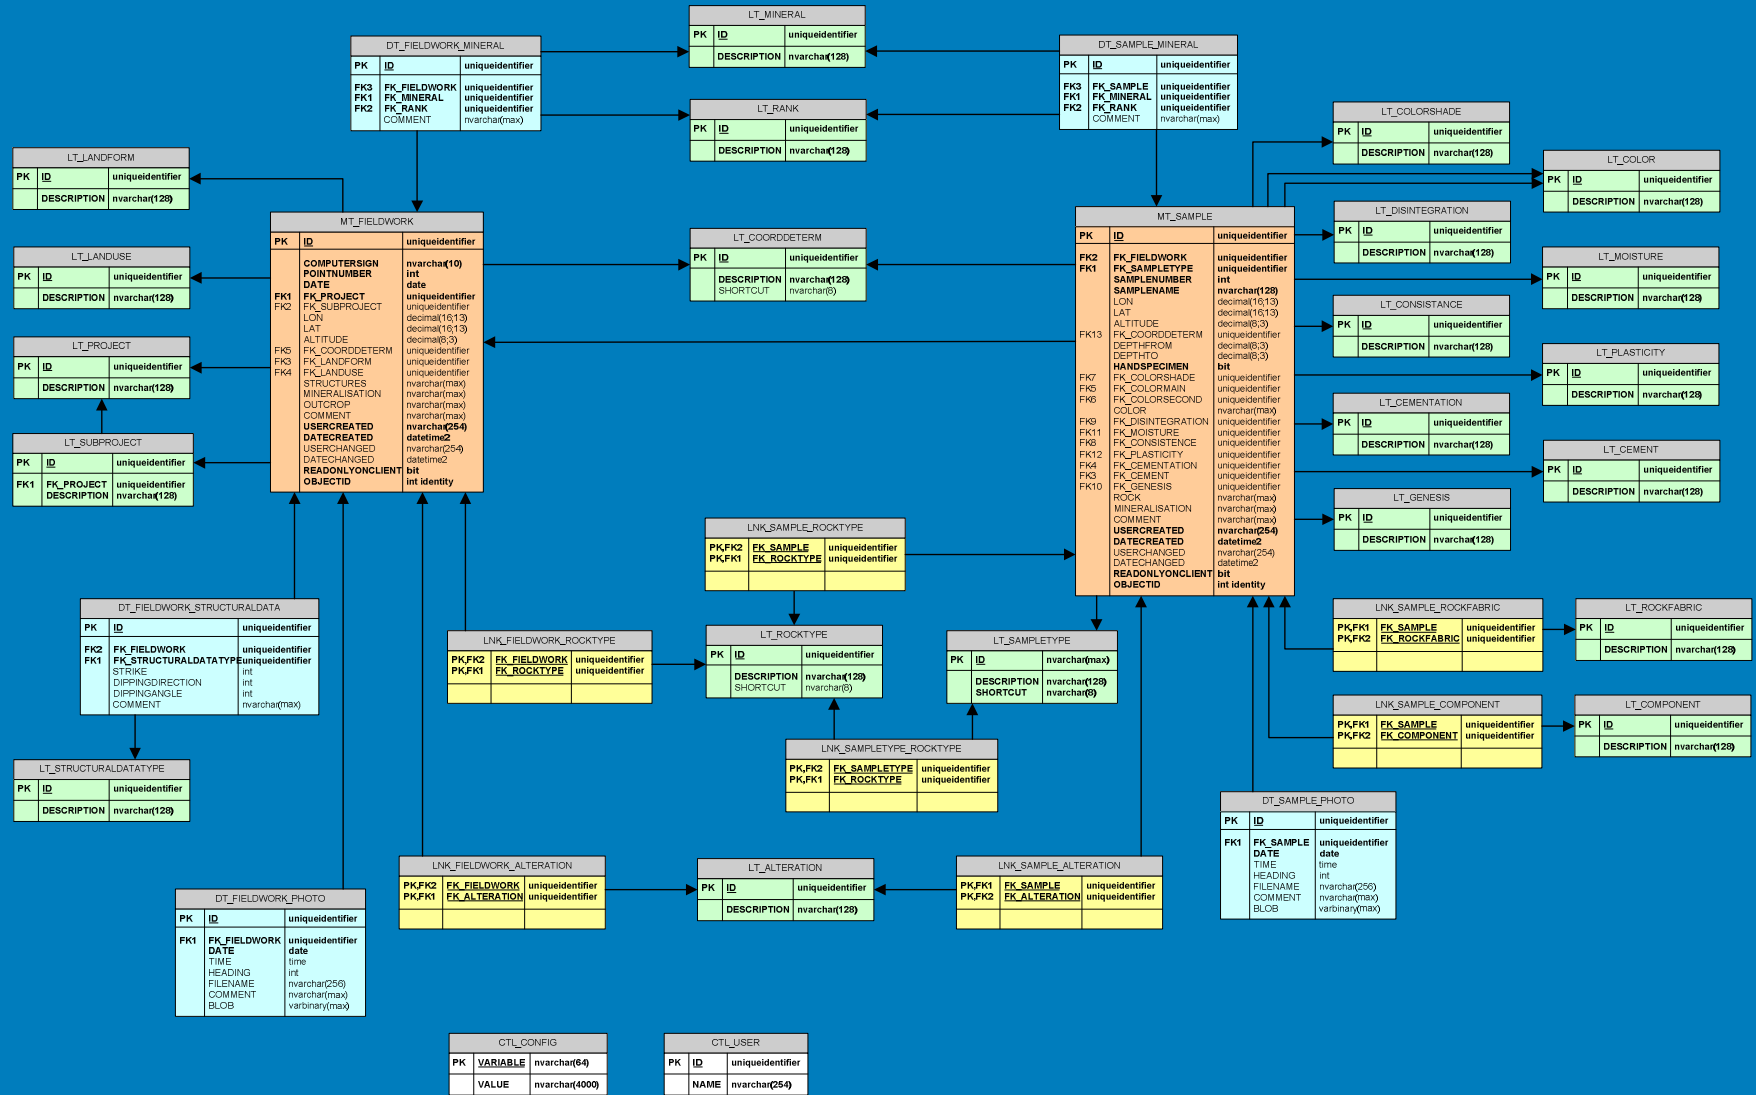 LT_MINERAL
PK ID uniqueidentifier
DESCRIPTION nvarchar(128)
DT_FIELDWORK_MINERAL
PK ID uniqueidentifier
FK3 FK_FIELDWORK uniqueidentifier
FK1 FK_MINERAL uniqueidentifier
FK2 FK_RANK uniqueidentifier
COMMENT nvarchar(max)
DT_SAMPLE_MINERAL
PK ID uniqueidentifier
FK3 FK_SAMPLE uniqueidentifier
FK1 FK_MINERAL uniqueidentifier
FK2 FK_RANK uniqueidentifier
COMMENT nvarchar(max)
LT_RANK
PK ID uniqueidentifier
DESCRIPTION nvarchar(128)
LT_COLORSHADE
PK ID uniqueidentifier
DESCRIPTION nvarchar(128)
LT_LANDFORM
PK ID uniqueidentifier
DESCRIPTION nvarchar(128)
LT_COLOR
PK ID uniqueidentifier
DESCRIPTION nvarchar(128)
MT_FIELDWORK
PK ID uniqueidentifier
COMPUTERSIGN nvarchar(10)
POINTNUMBER int
DATE date
FK1 FK_PROJECT uniqueidentifier
FK2 FK_SUBPROJECT uniqueidentifier
LON decimal(16;13)
LAT decimal(16;13)
ALTITUDE decimal(8;3)
FK5 FK_COORDDETERM uniqueidentifier
FK3 FK_LANDFORM uniqueidentifier
FK4 FK_LANDUSE uniqueidentifier
STRUCTURES nvarchar(max)
MINERALISATION nvarchar(max)
OUTCROP nvarchar(max)
COMMENT nvarchar(max)
USERCREATED nvarchar(254)
DATECREATED datetime2
USERCHANGED nvarchar(254)
DATECHANGED datetime2
READONLYONCLIENT bit
OBJECTID int identity
MT_SAMPLE
PK ID uniqueidentifier
FK2 FK_FIELDWORK uniqueidentifier
FK1 FK_SAMPLETYPE uniqueidentifier
SAMPLENUMBER int
SAMPLENAME nvarchar(128)
LON decimal(16;13)
LAT decimal(16;13)
ALTITUDE decimal(8;3)
FK13 FK_COORDDETERM uniqueidentifier
DEPTHFROM decimal(8;3)
DEPTHTO decimal(8;3)
HANDSPECIMEN bit
FK7 FK_COLORSHADE uniqueidentifier
FK5 FK_COLORMAIN uniqueidentifier
FK6 FK_COLORSECOND uniqueidentifier
COLOR nvarchar(max)
FK9 FK_DISINTEGRATION uniqueidentifier
FK11 FK_MOISTURE uniqueidentifier
FK8 FK_CONSISTENCE uniqueidentifier
FK12 FK_PLASTICITY uniqueidentifier
FK4 FK_CEMENTATION uniqueidentifier
FK3 FK_CEMENT uniqueidentifier
FK10 FK_GENESIS uniqueidentifier
ROCK nvarchar(max)
MINERALISATION nvarchar(max)
COMMENT nvarchar(max)
USERCREATED nvarchar(254)
DATECREATED datetime2
USERCHANGED nvarchar(254)
DATECHANGED datetime2
READONLYONCLIENT bit
OBJECTID int identity
LT_DISINTEGRATION
PK ID uniqueidentifier
DESCRIPTION nvarchar(128)
LT_COORDDETERM
PK ID uniqueidentifier
DESCRIPTION nvarchar(128)
SHORTCUT nvarchar(8)
LT_LANDUSE
PK ID uniqueidentifier
DESCRIPTION nvarchar(128)
LT_MOISTURE
PK ID uniqueidentifier
DESCRIPTION nvarchar(128)
LT_CONSISTANCE
PK ID uniqueidentifier
DESCRIPTION nvarchar(128)
LT_PROJECT
PK ID uniqueidentifier
DESCRIPTION nvarchar(128)
LT_PLASTICITY
PK ID uniqueidentifier
DESCRIPTION nvarchar(128)
LT_CEMENTATION
PK ID uniqueidentifier
DESCRIPTION nvarchar(128)
LT_SUBPROJECT
PK ID uniqueidentifier
FK1 FK_PROJECT uniqueidentifier
DESCRIPTION nvarchar(128)
LT_CEMENT
PK ID uniqueidentifier
DESCRIPTION nvarchar(128)
LT_GENESIS
PK ID uniqueidentifier
DESCRIPTION nvarchar(128)
LNK_SAMPLE_ROCKTYPE
PK,FK2 FK_SAMPLE uniqueidentifier
PK,FK1 FK_ROCKTYPE uniqueidentifier
DT_FIELDWORK_STRUCTURALDATA
PK ID uniqueidentifier
FK2 FK_FIELDWORK uniqueidentifier
FK1 FK_STRUCTURALDATATYPE uniqueidentifier
STRIKE int
DIPPINGDIRECTION int
DIPPINGANGLE int
COMMENT nvarchar(max)
LNK_SAMPLE_ROCKFABRIC
PK,FK1 FK_SAMPLE uniqueidentifier
PK,FK2 FK_ROCKFABRIC uniqueidentifier
LT_ROCKFABRIC
PK ID uniqueidentifier
DESCRIPTION nvarchar(128)
LNK_FIELDWORK_ROCKTYPE
PK,FK2 FK_FIELDWORK uniqueidentifier
PK,FK1 FK_ROCKTYPE uniqueidentifier
LT_ROCKTYPE
PK ID uniqueidentifier
DESCRIPTION nvarchar(128)
SHORTCUT nvarchar(8)
LT_SAMPLETYPE
PK ID nvarchar(max)
DESCRIPTION nvarchar(128)
SHORTCUT nvarchar(8)
LNK_SAMPLE_COMPONENT
PK,FK1 FK_SAMPLE uniqueidentifier
PK,FK2 FK_COMPONENT uniqueidentifier
LT_COMPONENT
PK ID uniqueidentifier
DESCRIPTION nvarchar(128)
LNK_SAMPLETYPE_ROCKTYPE
PK,FK2 FK_SAMPLETYPE uniqueidentifier
PK,FK1 FK_ROCKTYPE uniqueidentifier
LT_STRUCTURALDATATYPE
PK ID uniqueidentifier
DESCRIPTION nvarchar(128)
DT_SAMPLE_PHOTO
PK ID uniqueidentifier
FK1 FK_SAMPLE uniqueidentifier
DATE date
TIME time
HEADING int
FILENAME nvarchar(256)
COMMENT nvarchar(max)
BLOB varbinary(max)
LNK_FIELDWORK_ALTERATION
PK,FK2 FK_FIELDWORK uniqueidentifier
PK,FK1 FK_ALTERATION uniqueidentifier
LT_ALTERATION
PK ID uniqueidentifier
DESCRIPTION nvarchar(128)
LNK_SAMPLE_ALTERATION
PK,FK1 FK_SAMPLE uniqueidentifier
PK,FK2 FK_ALTERATION uniqueidentifier
DT_FIELDWORK_PHOTO
PK ID uniqueidentifier
FK1 FK_FIELDWORK uniqueidentifier
DATE date
TIME time
HEADING int
FILENAME nvarchar(256)
COMMENT nvarchar(max)
BLOB varbinary(max)
CTL_CONFIG
PK VARIABLE nvarchar(64)
VALUE nvarchar(4000)
CTL_USER
PK ID uniqueidentifier
NAME nvarchar(254)